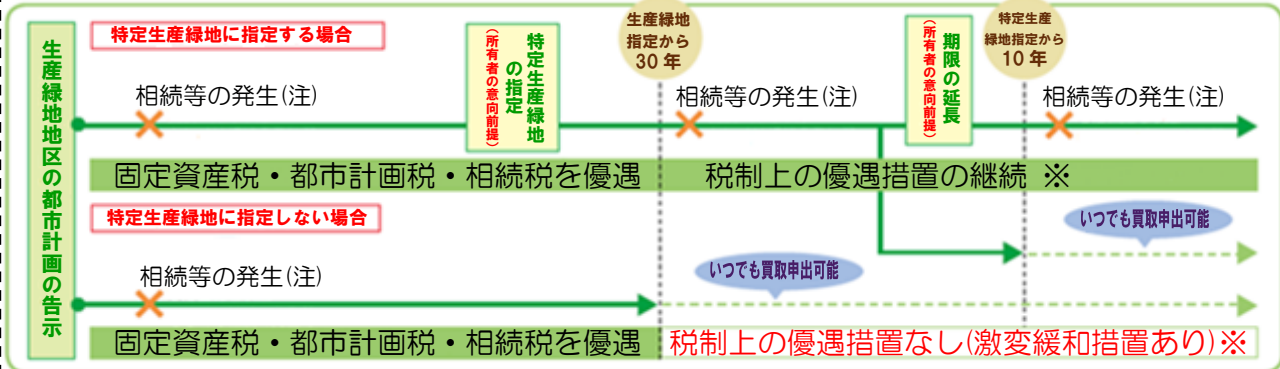 生産緑地地区の都市計画の告示
特定生産緑地に指定する場合
相続等の発生(注)
特定生産緑地
の指定
(所有者の意向前提)
生産緑地
指定から
30年
相続等の発生(注)
期限の延長
(所有者の意向前提)
特定生産
緑地指定から
10年
相続等の発生(注)
固定資産税・都市計画税・相続税を優遇
税制上の優遇措置の継続 ※
特定生産緑地に指定しない場合
いつでも買取申出可能
相続等の発生(注)
いつでも買取申出可能
固定資産税・都市計画税・相続税を優遇
税制上の優遇措置なし(激変緩和措置あり)※